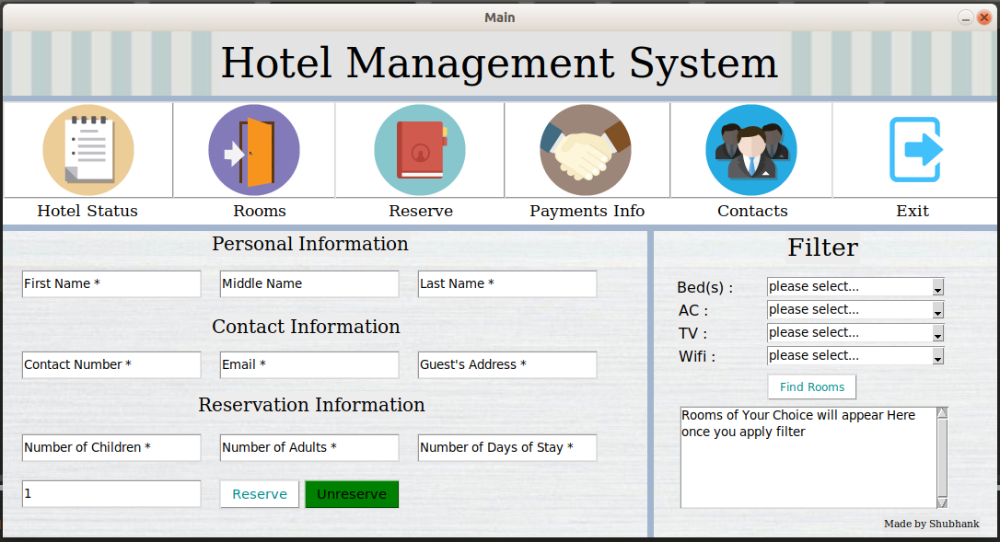 Main
Hotel Management System
Hotel Status
Rooms
Reserve
Payments Info
Contacts
Exit
Personal Information
First Name *
Middle Name
Last Name *
Contact Information
Contact Number *
Email *
Guest's Address *
Reservation Information
Number of Children *
Number of Adults *
Number of Days of Stay *
1
Reserve
Unreserve
Filter
Bed(s) :
please select...
AC :
please select...
TV :
please select...
Wifi :
please select...
Find Rooms
Rooms of Your Choice will appear Here
once you apply filter
Made by Shubhank